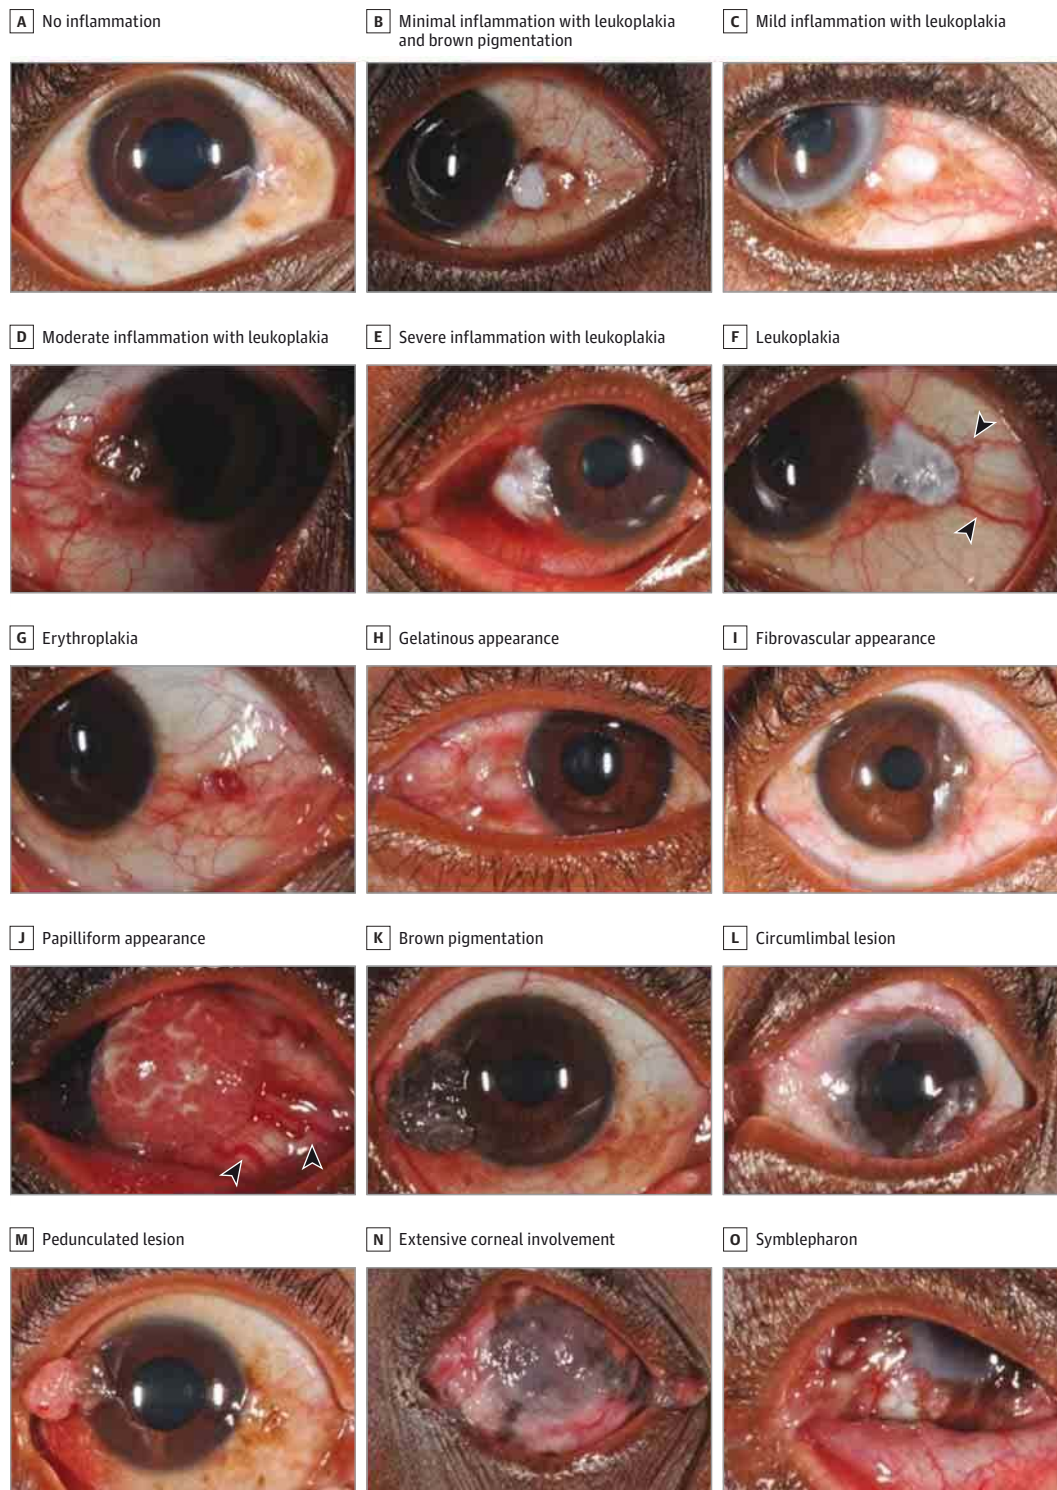 A No inflammation
B Minimal inflammation with leukoplakia
and brown pigmentation
C Mild inflammation with leukoplakia
D Moderate inflammation with leukoplakia
E Severe inflammation with leukoplakia
F Leukoplakia
G Erythroplakia
H Gelatinous appearance
I Fibrovascular appearance
J Papilliform appearance
K Brown pigmentation
L Circumlimbal lesion
M Pedunculated lesion
N Extensive corneal involvement
O Symblepharon